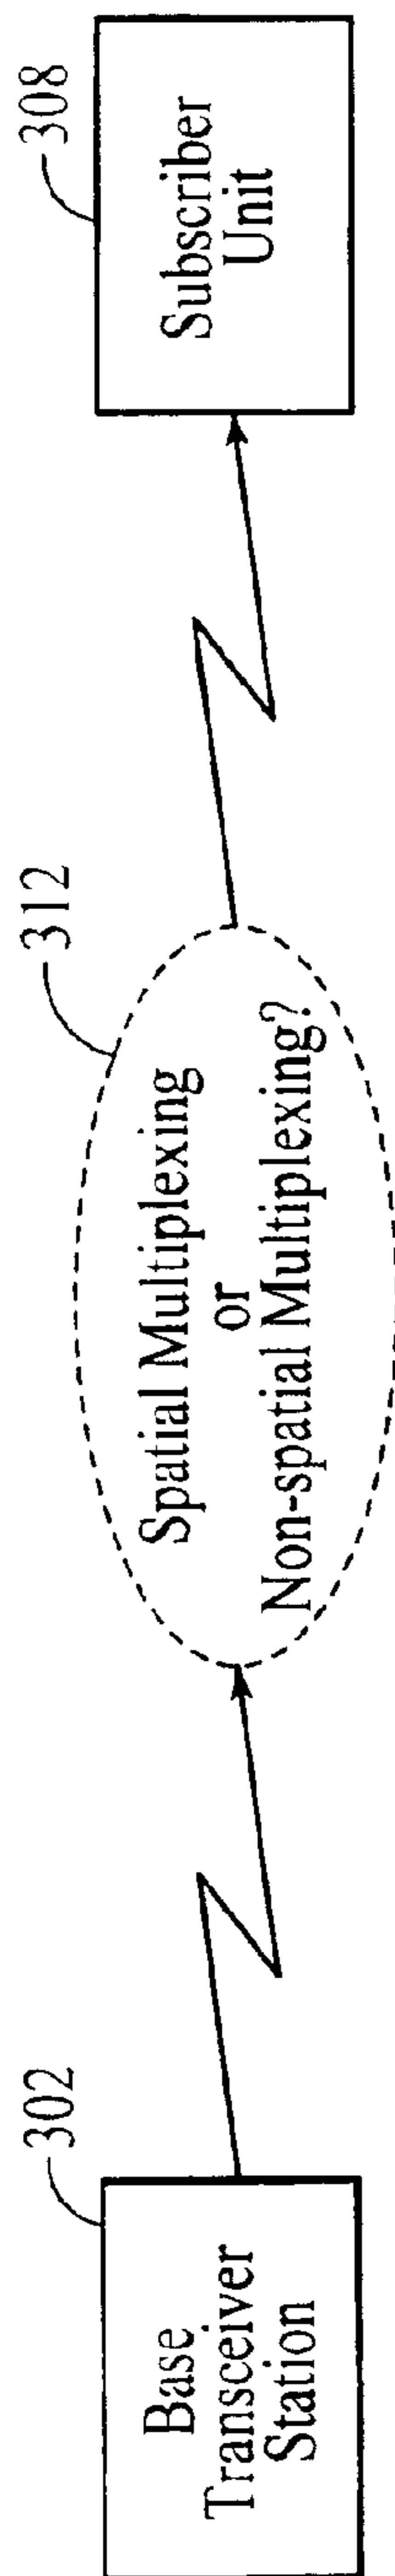 302
Base
Transceiver
Station
312
Spatial Multiplexing
or
Non-spatial Multiplexing?
308
Subscriber
Unit